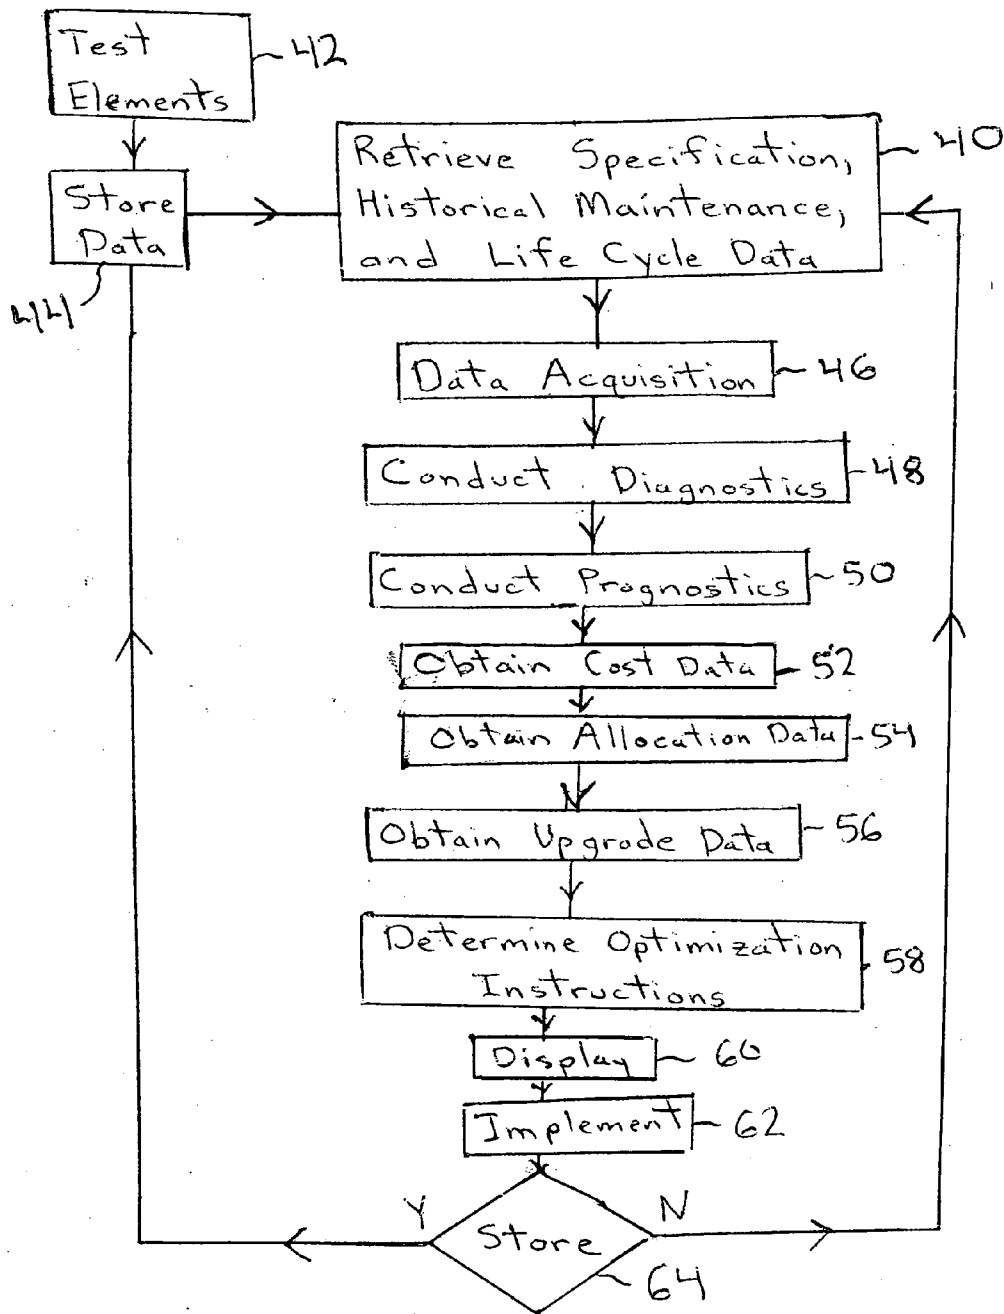 Test
Elements
42
Store
Data
44
Retrieve Specification,
Historical Maintenance,
and Life Cycle Data
40
Data Acquisition
46
Conduct Diagnostics
48
Conduct Prognostics
50
Obtain Cost Data
52
Obtain Allocation Data
54
Obtain Upgrade Data
56
Determine Optimization
Instructions
58
Display
60
Implement
62
Y
N
Store
64